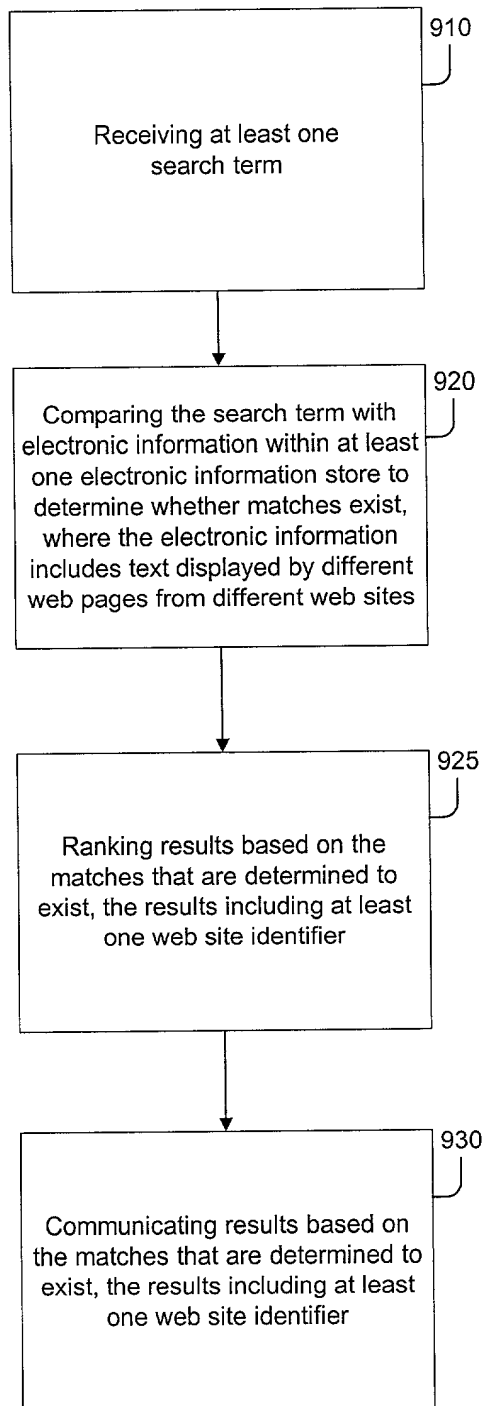 910
Receiving at least one
search term
920
Comparing the search term with
electronic information within at least
one electronic information store to
determine whether matches exist,
where the electronic information
includes text displayed by different
web pages from different web sites
925
Ranking results based on the
matches that are determined to
exist, the results including at least
one web site identifier
930
Communicating results based on
the matches that are determined to
exist, the results including at least
one web site identifier